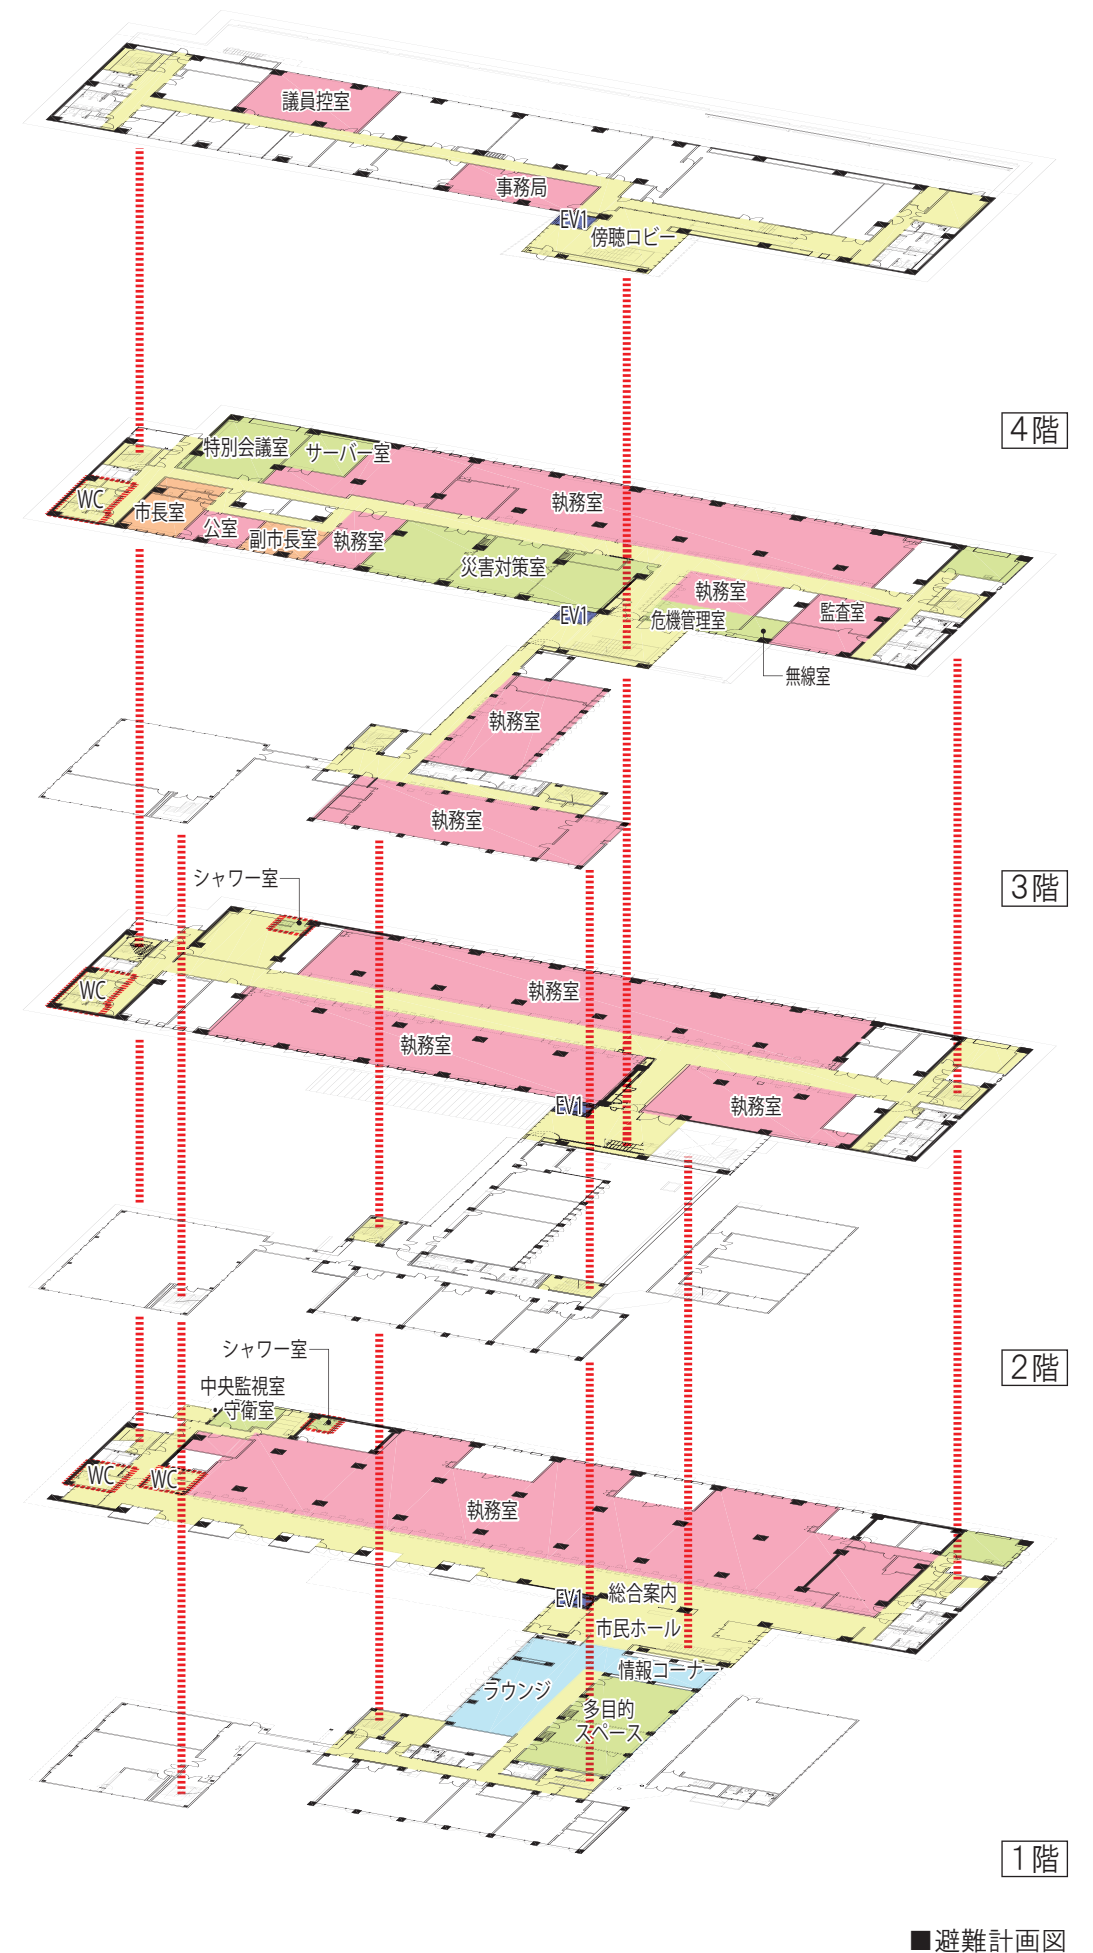 議員控室
事務局
EV1
傍聴ロビー
4階
特別会議室
サーバー室
WC
市長室
公室
副市長室
執務室
執務室
災害対策室
EV1
執務室
危機管理室
監査室
無線室
執務室
執務室
3階
シャワー室
WC
執務室
執務室
EV1
執務室
2階
シャワー室
中央監視室
・守衛室
WC
WC
執務室
EV1
総合案内
市民ホール
情報コーナー
ラウンジ
多目的
スペース
1階
■避難計画図